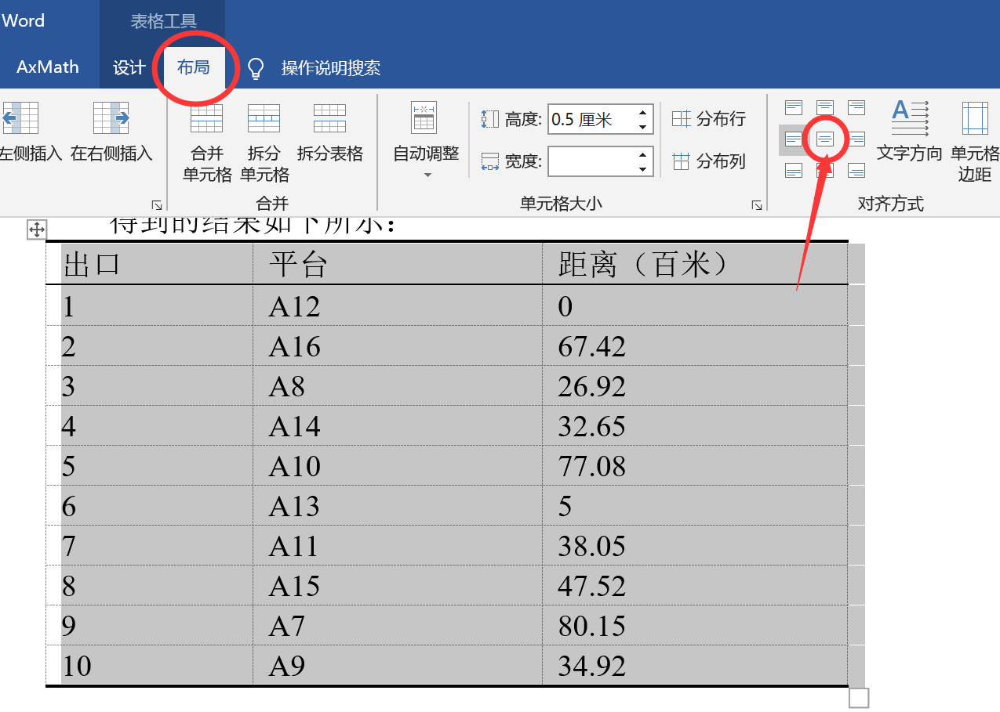 Word
表格工具
AxMath 设计 布局 操作说明搜索
左侧插入 在右侧插入 合并单元格 拆分单元格 拆分表格 自动调整
高度: 0.5 厘米 分布行
宽度: 分布列
文字方向 单元格边距
合并 单元格大小 对齐方式
得到的结果如下所示：
出口 平台 距离（百米）
1 A12 0
2 A16 67.42
3 A8 26.92
4 A14 32.65
5 A10 77.08
6 A13 5
7 A11 38.05
8 A15 47.52
9 A7 80.15
10 A9 34.92